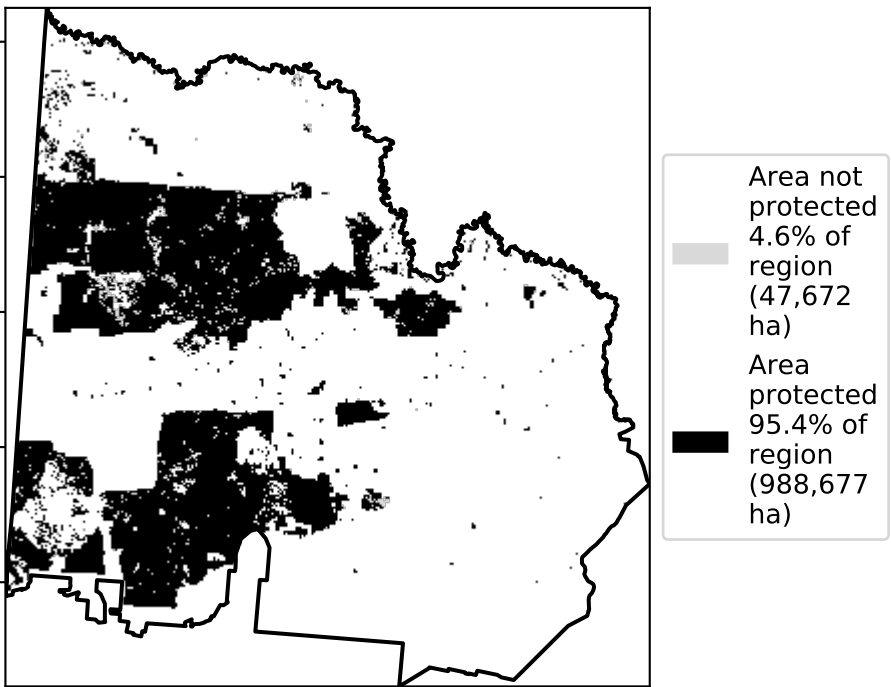 Area not
protected
4.6% of
region
(47,672
ha)
Area
protected
95.4% of
region
(988,677
ha)